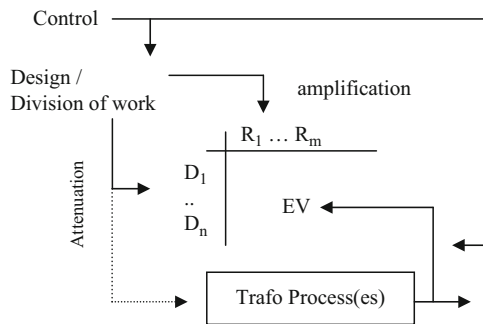 Control
Design /
Division of work
amplification
R1 … Rm
D1
..
Dn
EV
Attenuation
Trafo Process(es)